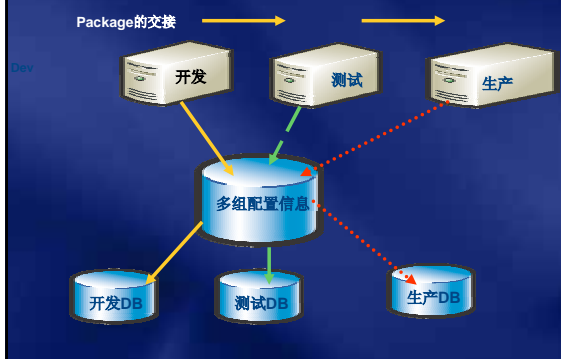 Package的交接
Dev
开发
测试
生产
多组配置信息
开发DB
测试DB
生产DB